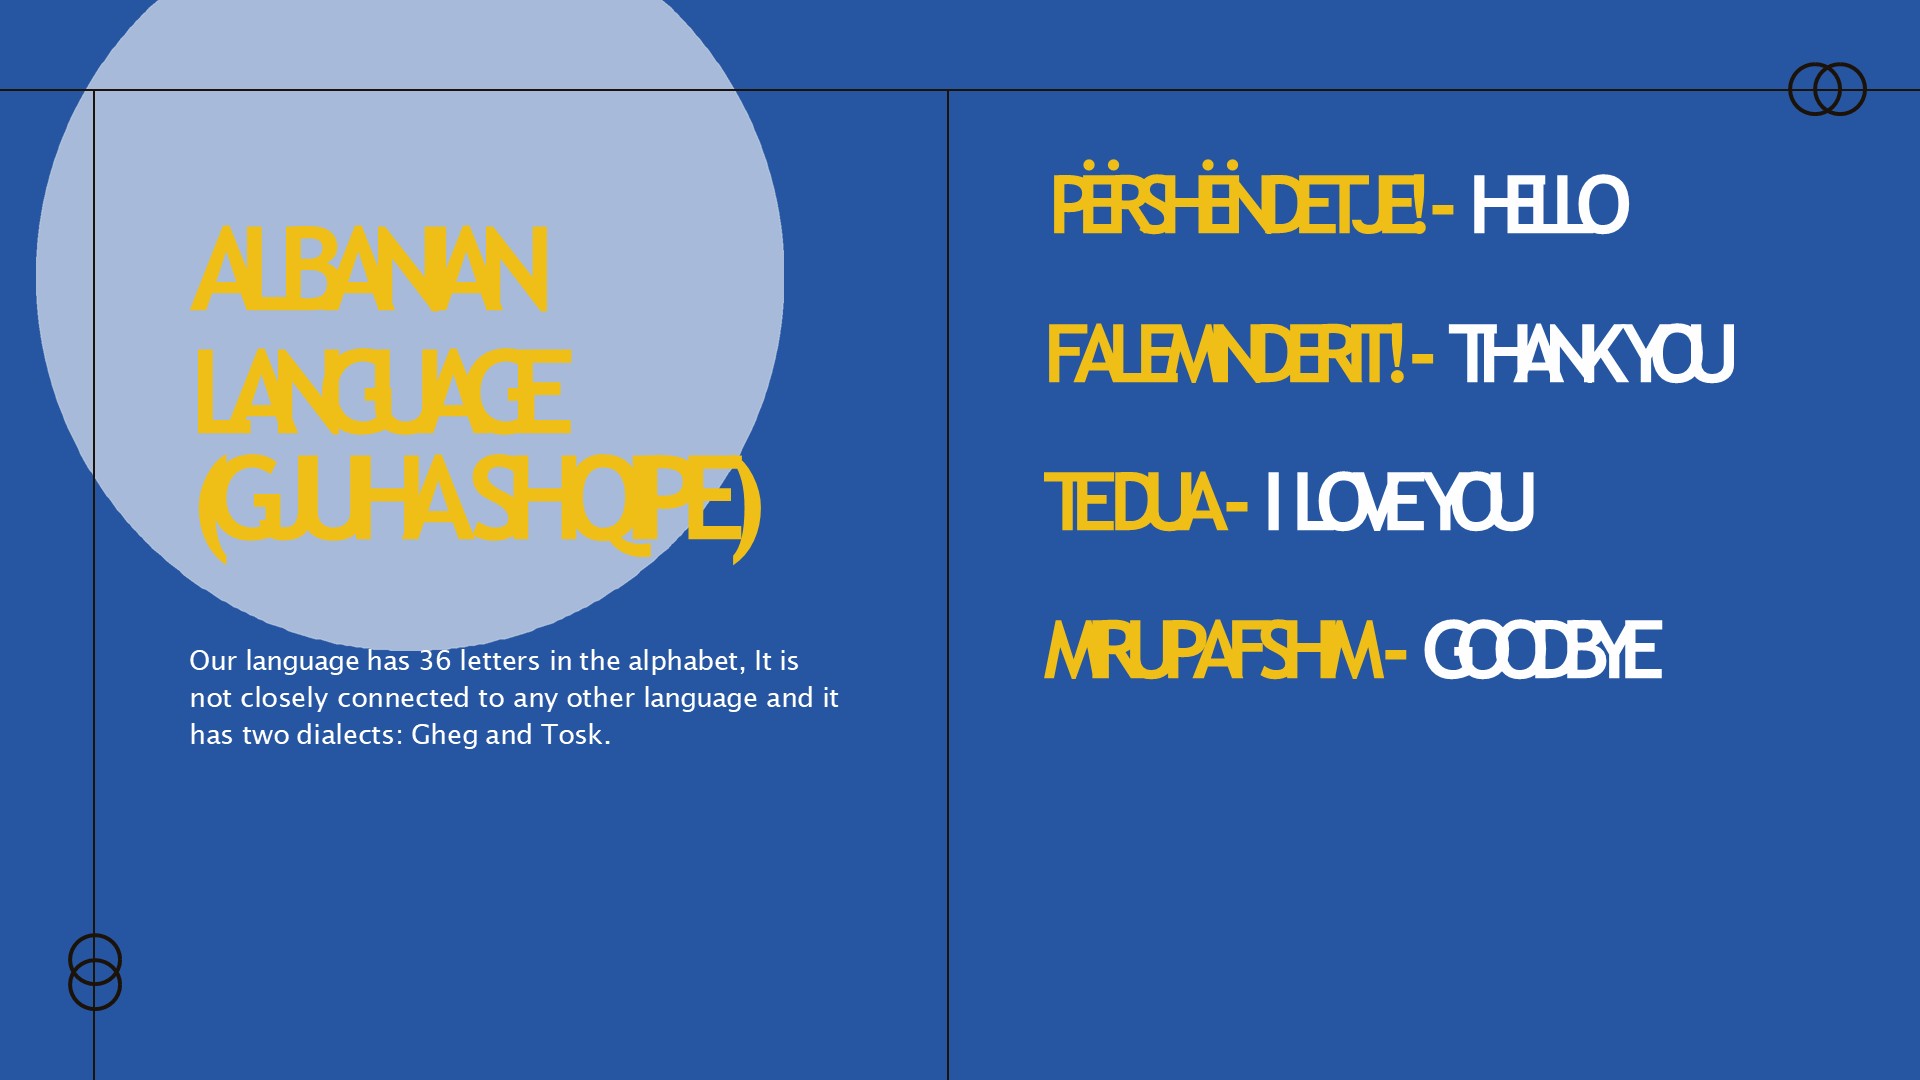 ALBANIAN
LANGUAGE
(GJUHA SHQIPE)
Our language has 36 letters in the alphabet, It is
not closely connected to any other language and it
has two dialects: Gheg and Tosk.
PËRSHËNDETJE! - HELLO
FALEMINDERIT! - THANK YOU
TE DUA - I LOVE YOU
MIRUPAFSHIM - GOODBYE